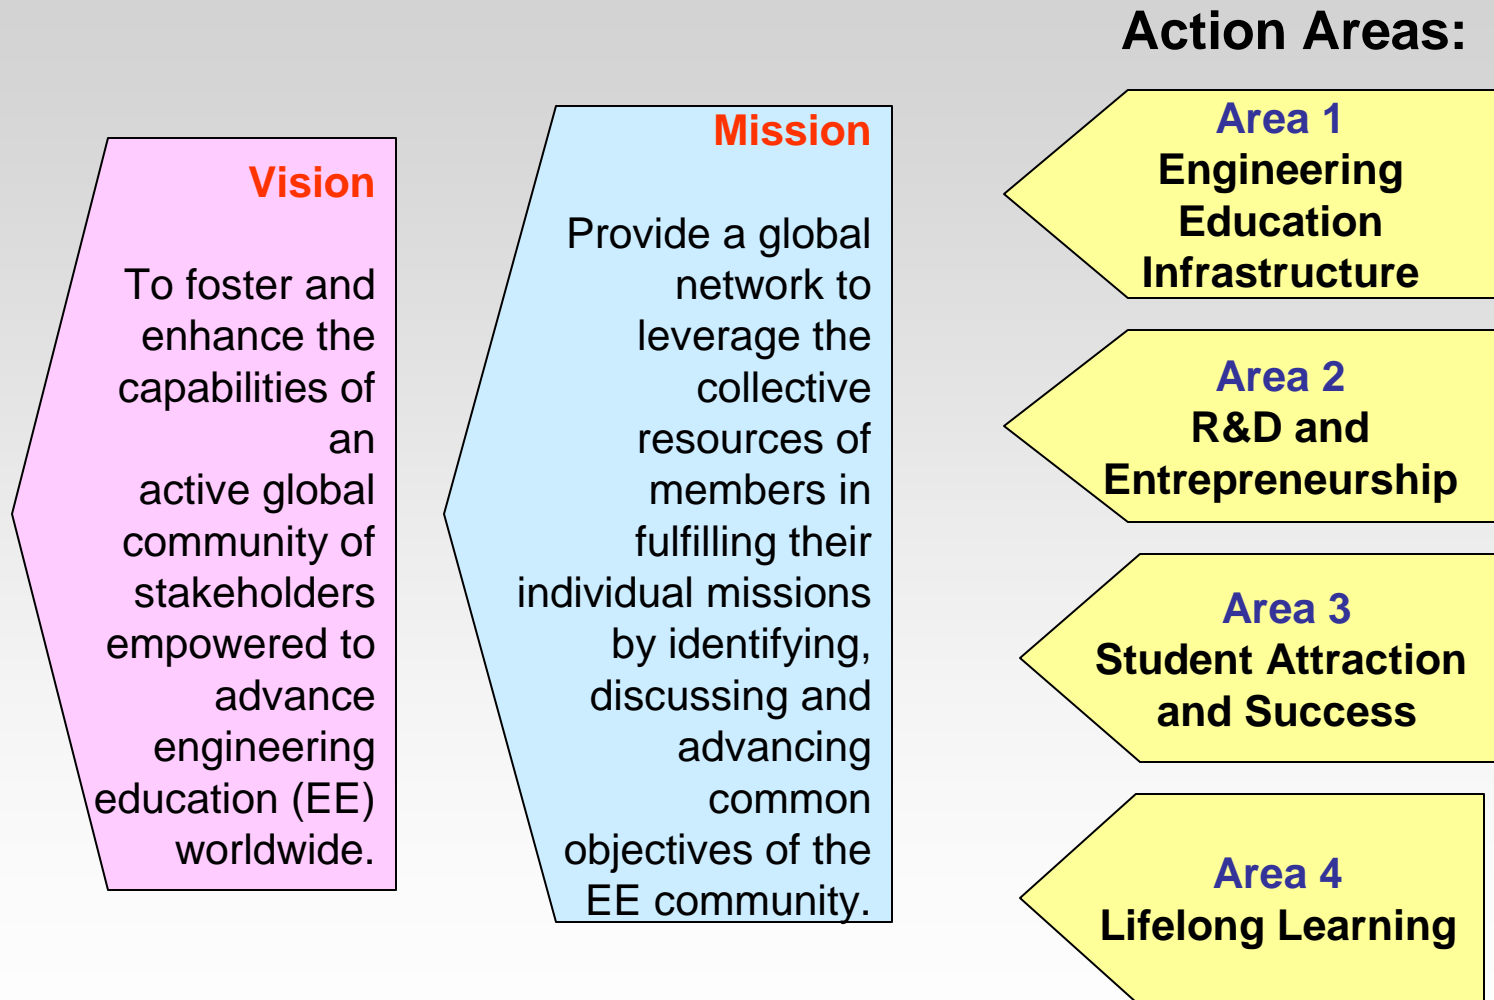 Vision
To foster and
enhance the
capabilities of
an
active global
community of
stakeholders
empowered to
advance
engineering
education (EE)
worldwide.
Mission
Provide a global
network to
leverage the
collective
resources of
members in
fulfilling their
individual missions
by identifying,
discussing and
advancing
common
objectives of the
EE community.
Action Areas:
Area 1
Engineering
Education
Infrastructure
Area 2
R&D and
Entrepreneurship
Area 3
Student Attraction
and Success
Area 4
Lifelong Learning